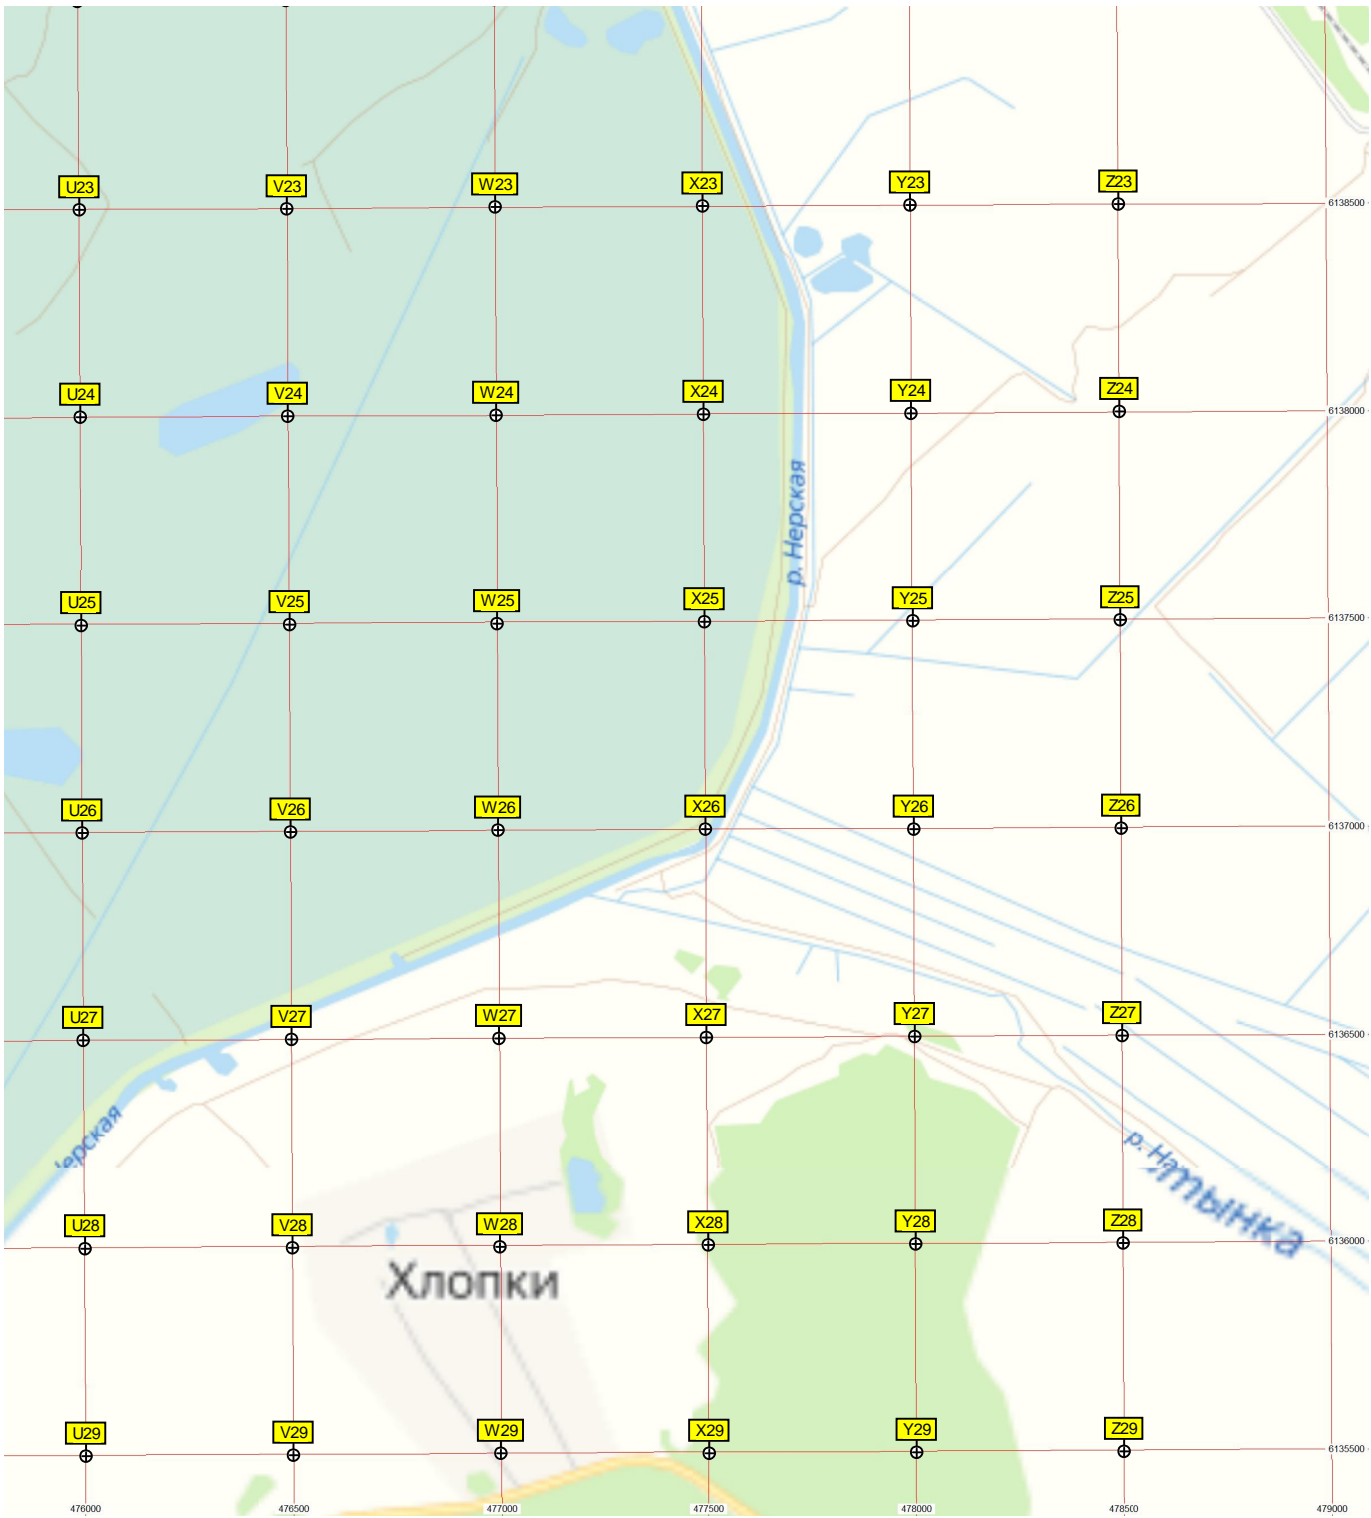 U23 V23 W23 X23 Y23 Z23
6138500
U24 V24 W24 X24 Y24 Z24
6138000
р. Нерская
U25 V25 W25 X25 Y25 Z25
6137500
U26 V26 W26 X26 Y26 Z26
6137000
U27 V27 W27 X27 Y27 Z27
6136500
Нерская
р. Натынка
U28 V28 W28 X28 Y28 Z28
6136000
Хлопки
U29 V29 W29 X29 Y29 Z29
6135500
476000 476500 477000 477500 478000 478500 479000